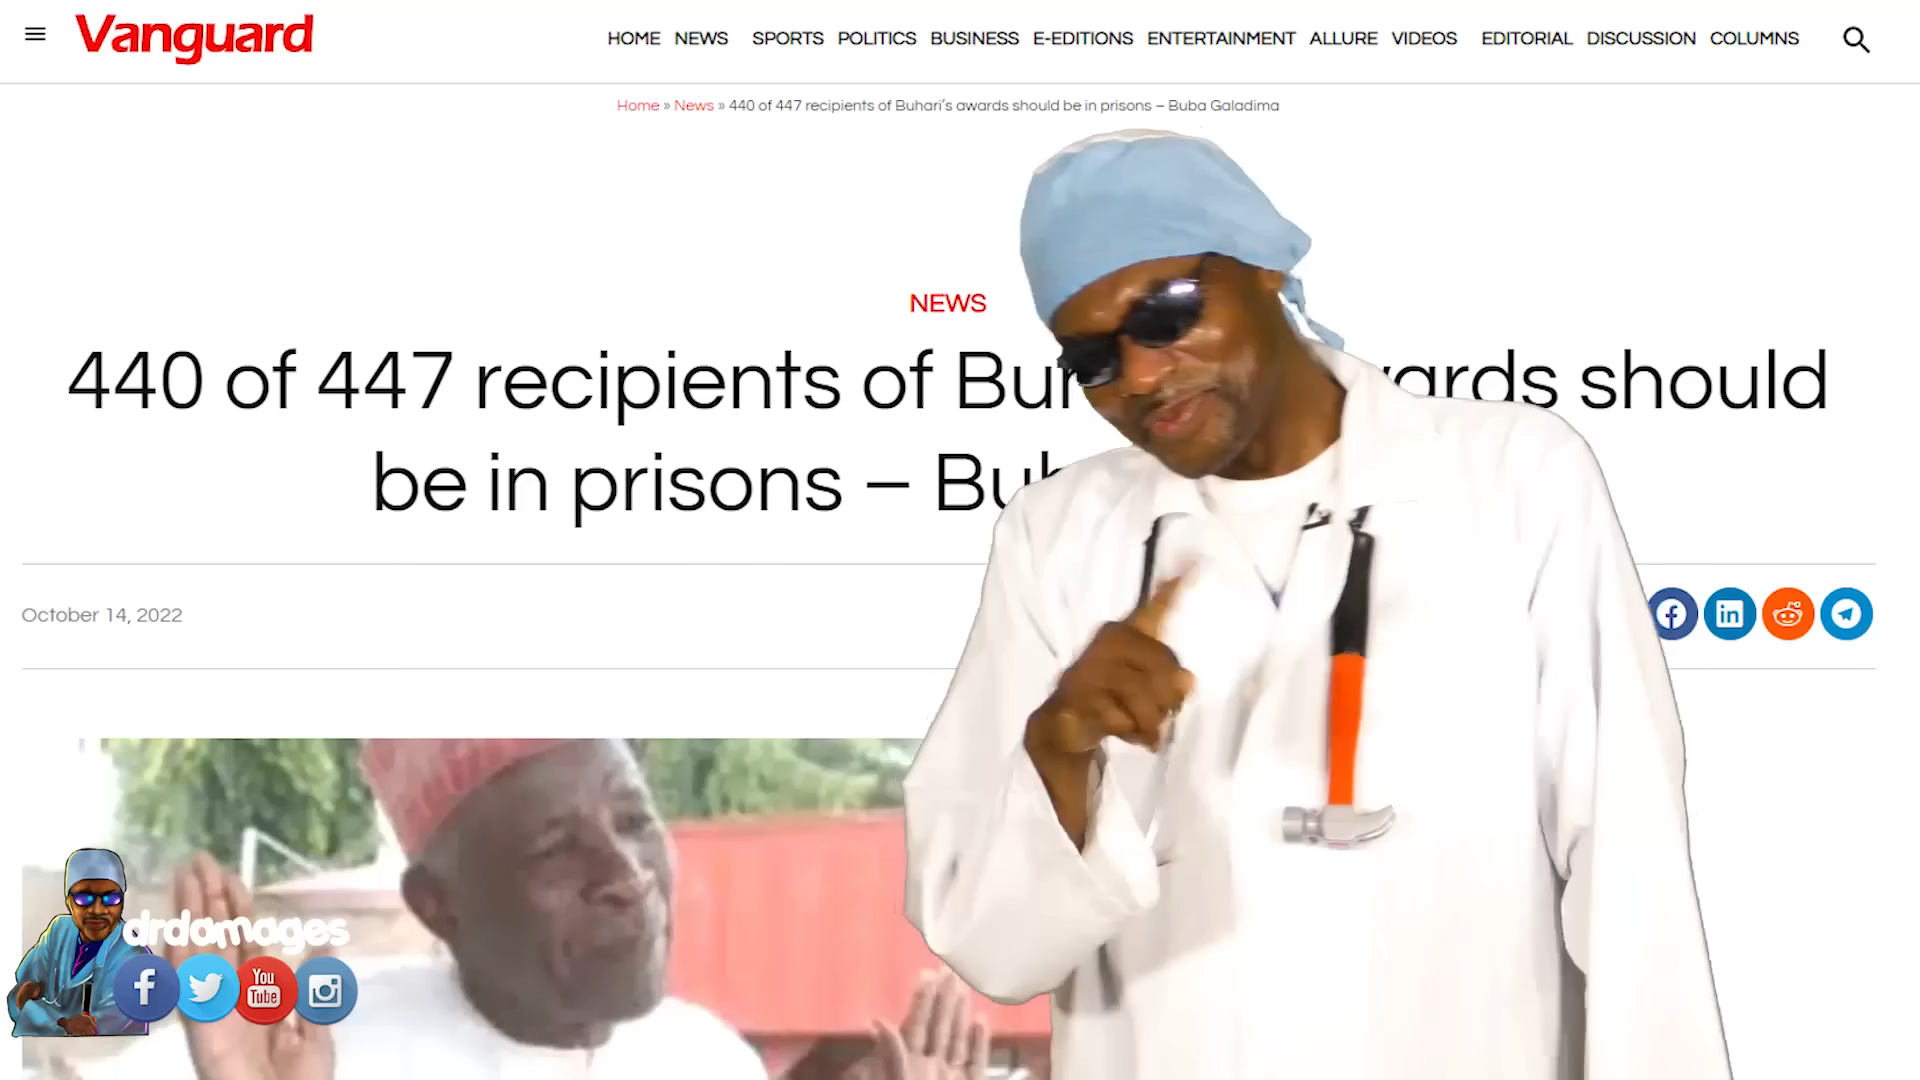 Vanguard
HOME NEWS SPORTS POLITICS BUSINESS E-EDITIONS ENTERTAINMENT ALLURE VIDEOS EDITORIAL DISCUSSION COLUMNS
Home » News » 440 of 447 recipients of Buhari’s awards should be in prisons – Buba Galadima
NEWS
440 of 447 recipients of Bu ards should
be in prisons – Bu
October 14, 2022
in
drdamages
f
You
Tube